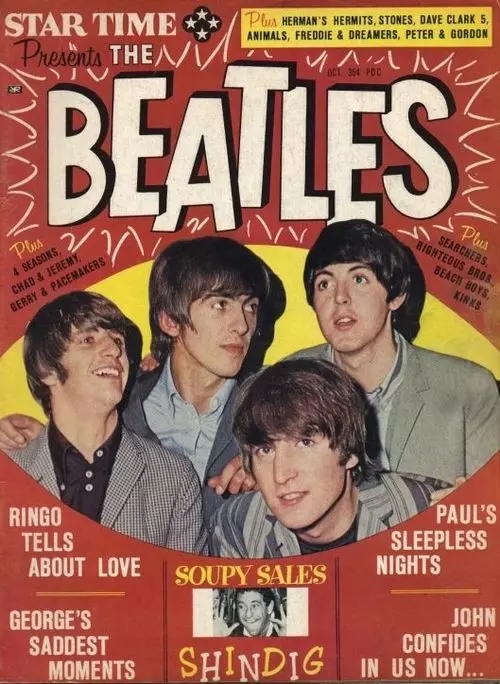 STAR TIME
Presents THE
BEATLES
Plus HERMAN'S HERMITS, STONES, DAVE CLARK 5,
ANIMALS, FREDDIE & DREAMERS, PETER & GORDON
OCT. 35¢ PDC
Plus
4 SEASONS,
CHAD & JEREMY,
GERRY & PACEMAKERS
Plus
SEARCHERS,
RIGHTEOUS BROS.
BEACH BOYS,
KINKS
RINGO
TELLS
ABOUT LOVE
GEORGE'S
SADDEST
MOMENTS
SOUPY SALES
SHINDIG
PAUL'S
SLEEPLESS
NIGHTS
JOHN
CONFIDES
IN US NOW...